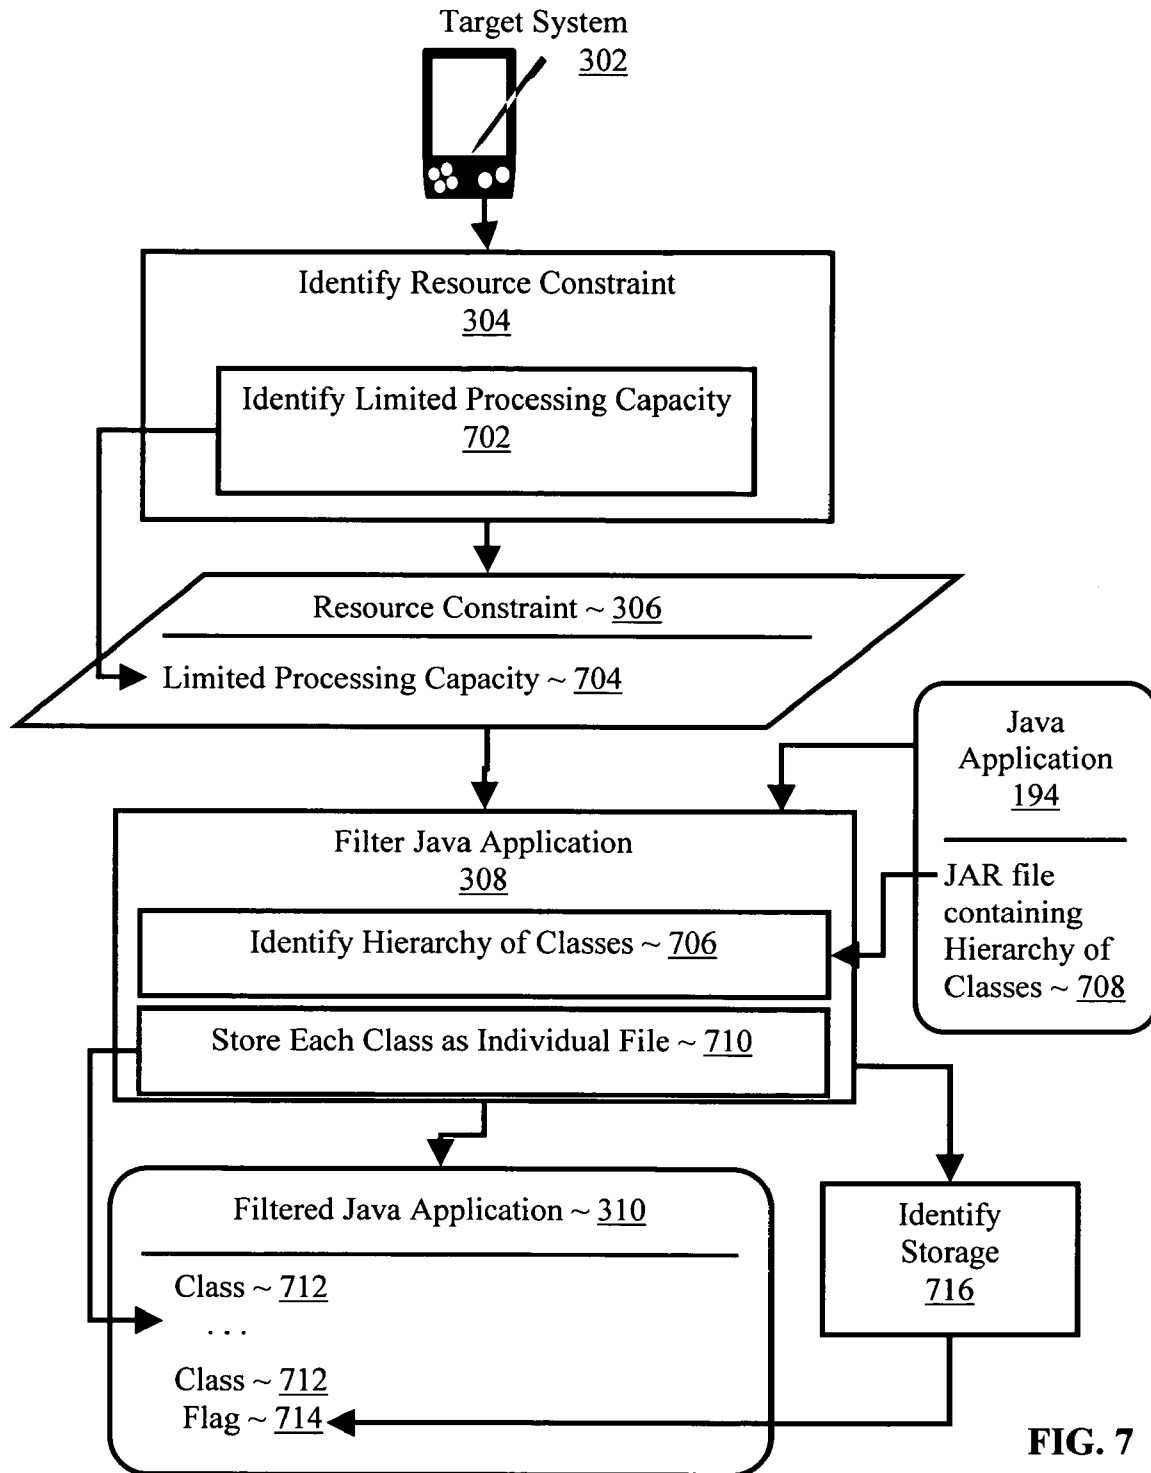 Target System
302
Identify Resource Constraint
304
Identify Limited Processing Capacity
702
Resource Constraint ~ 306
Limited Processing Capacity ~ 704
Java
Application
194
JAR file
containing
Hierarchy of
Classes ~ 708
Filter Java Application
308
Identify Hierarchy of Classes ~ 706
Store Each Class as Individual File ~ 710
Filtered Java Application ~ 310
Class ~ 712
. . .
Class ~ 712
Flag ~ 714
Identify
Storage
716
FIG. 7